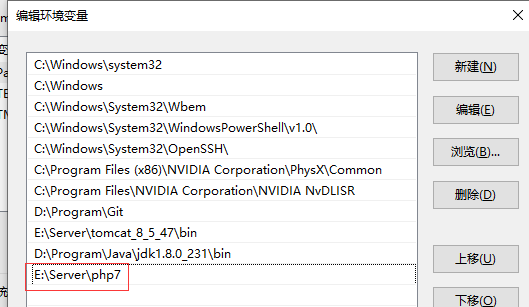 编辑环境变量
C:\Windows\system32
C:\Windows
C:\Windows\System32\Wbem
C:\Windows\System32\WindowsPowerShell\v1.0\
C:\Windows\System32\OpenSSH\
C:\Program Files (x86)\NVIDIA Corporation\PhysX\Common
C:\Program Files\NVIDIA Corporation\NVIDIA NvDLISR
D:\Program\Git
E:\Server\tomcat_8_5_47\bin
D:\Program\Java\jdk1.8.0_231\bin
E:\Server\php7
新建(N)
编辑(E)
浏览(B)...
删除(D)
上移(U)
下移(O)